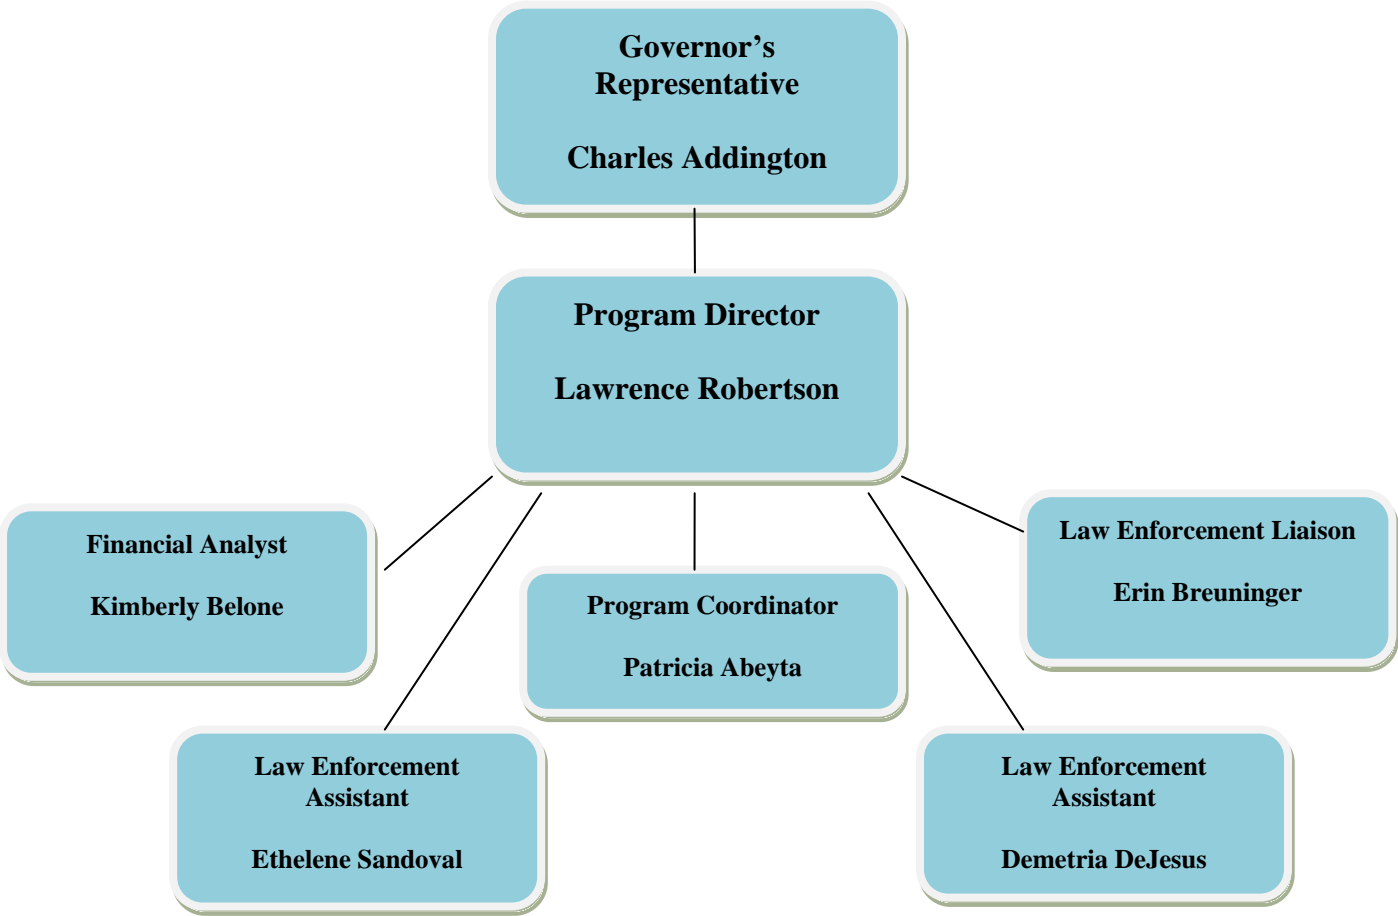 Governor’s
Representative
Charles Addington
Program Director
Lawrence Robertson
Financial Analyst
Kimberly Belone
Law Enforcement
Assistant
Ethelene Sandoval
Program Coordinator
Patricia Abeyta
Law Enforcement
Assistant
Demetria DeJesus
Law Enforcement Liaison
Erin Breuninger